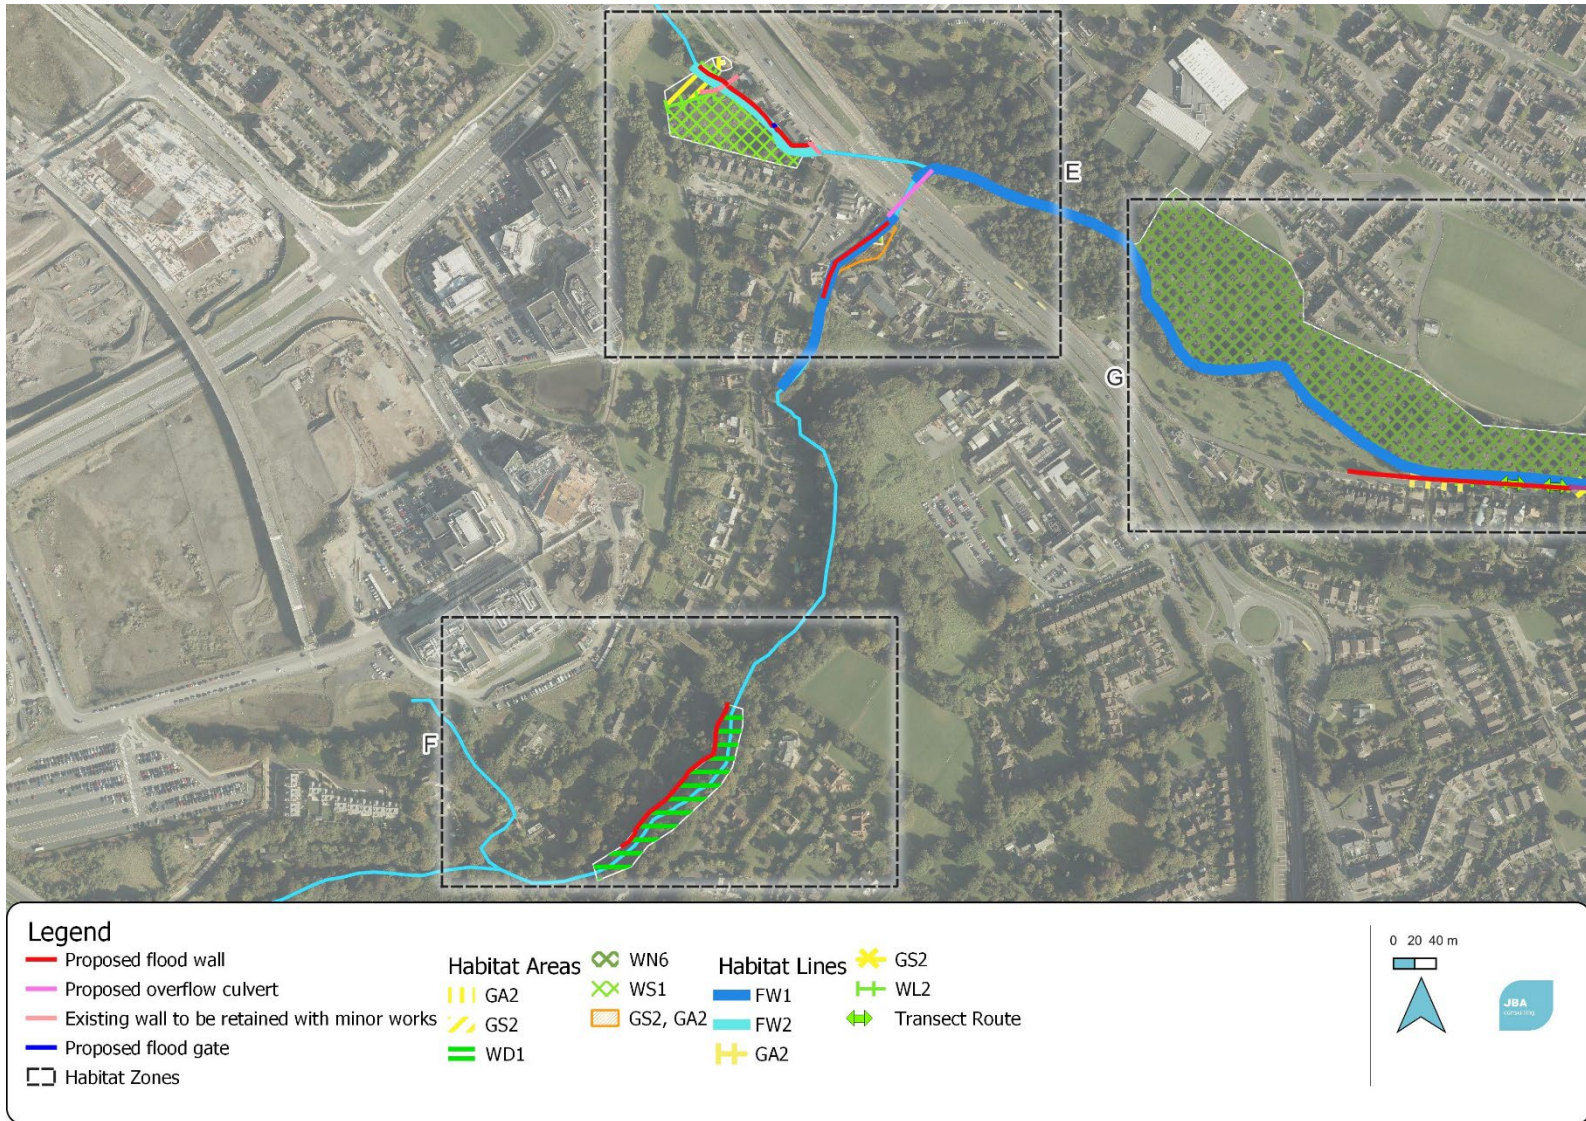 E
G
F
Legend
Proposed flood wall
Proposed overflow culvert
Existing wall to be retained with minor works
Proposed flood gate
Habitat Zones
Habitat Areas
GA2
GS2
WD1
WN6
WS1
GS2, GA2
Habitat Lines
FW1
FW2
GA2
GS2
WL2
Transect Route
0 20 40 m
JBA
consulting